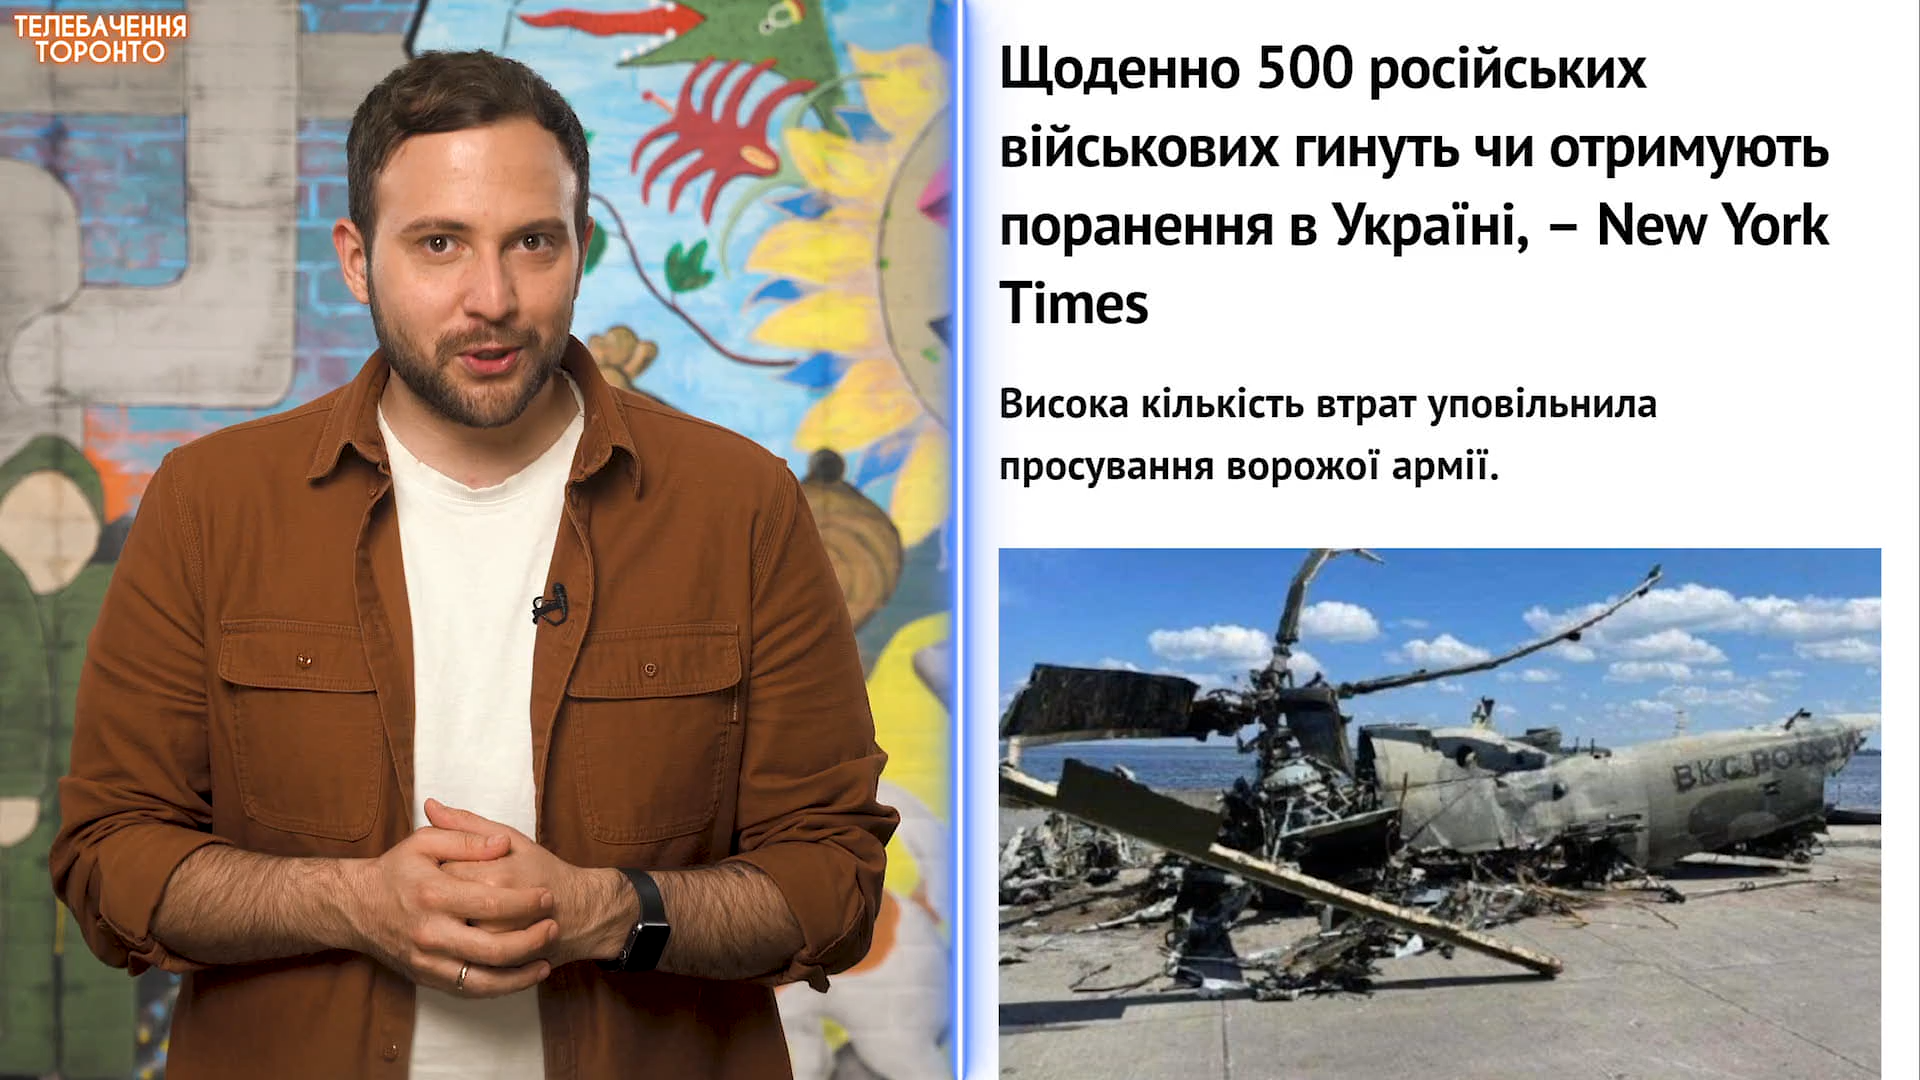 ТЕЛЕБАЧЕННЯ
ТОРОНТО
Щоденно 500 російських
військових гинуть чи отримують
поранення в Україні, – New York
Times
Висока кількість втрат уповільнила
просування ворожої армії.
ВКС РОССИИ